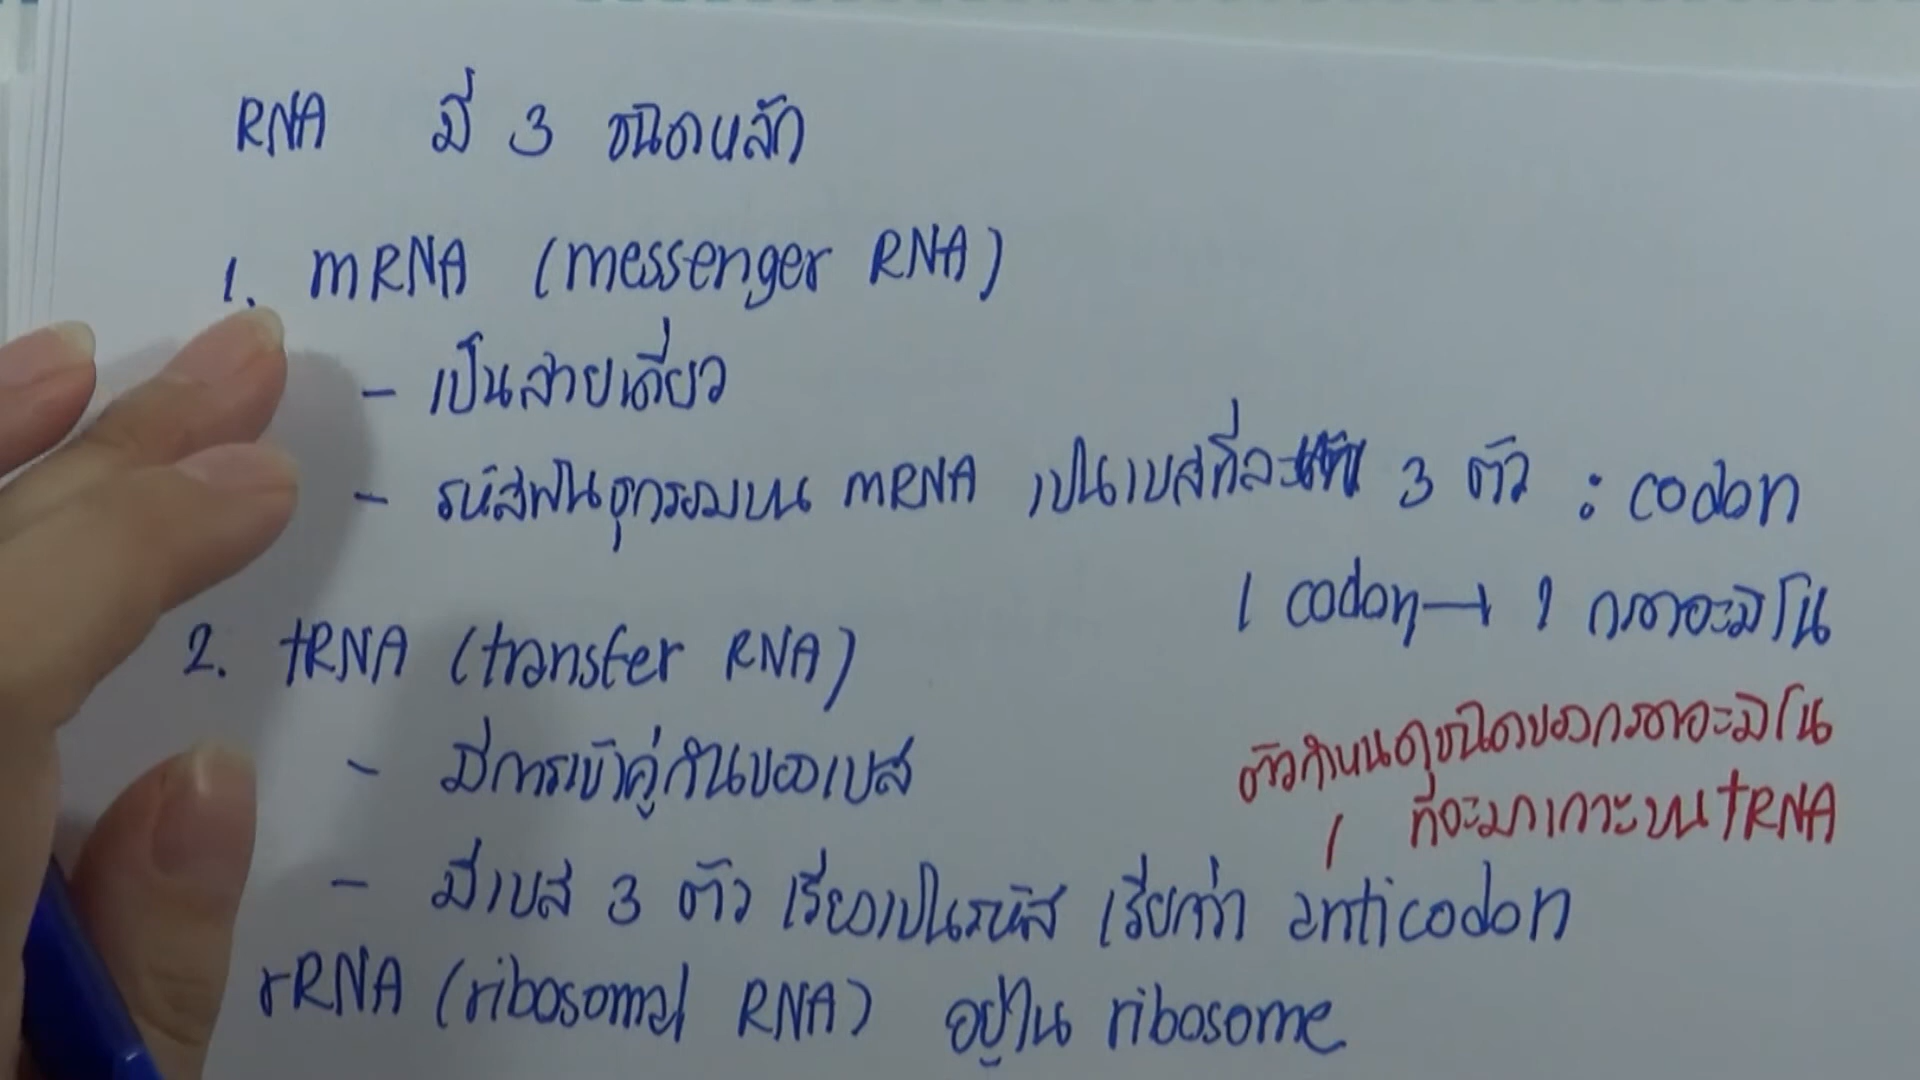 RNA มี 3 ชนิดหลัก
1. mRNA (messenger RNA)
- เป็นสายเดี่ยว
- รหัสพันธุกรรมบน mRNA เป็นเบสทีละ 3 ตัว : codon
1 codon → 1 กรดอะมิโน
2. tRNA (transfer RNA)
- มีการเข้าคู่กันของเบส
ตัวกำหนดชนิดของกรดอะมิโน
ที่จะมาเกาะบน tRNA
- มีเบส 3 ตัว เรียงเป็นรหัส เรียกว่า anticodon
rRNA (ribosomal RNA) อยู่ใน ribosome